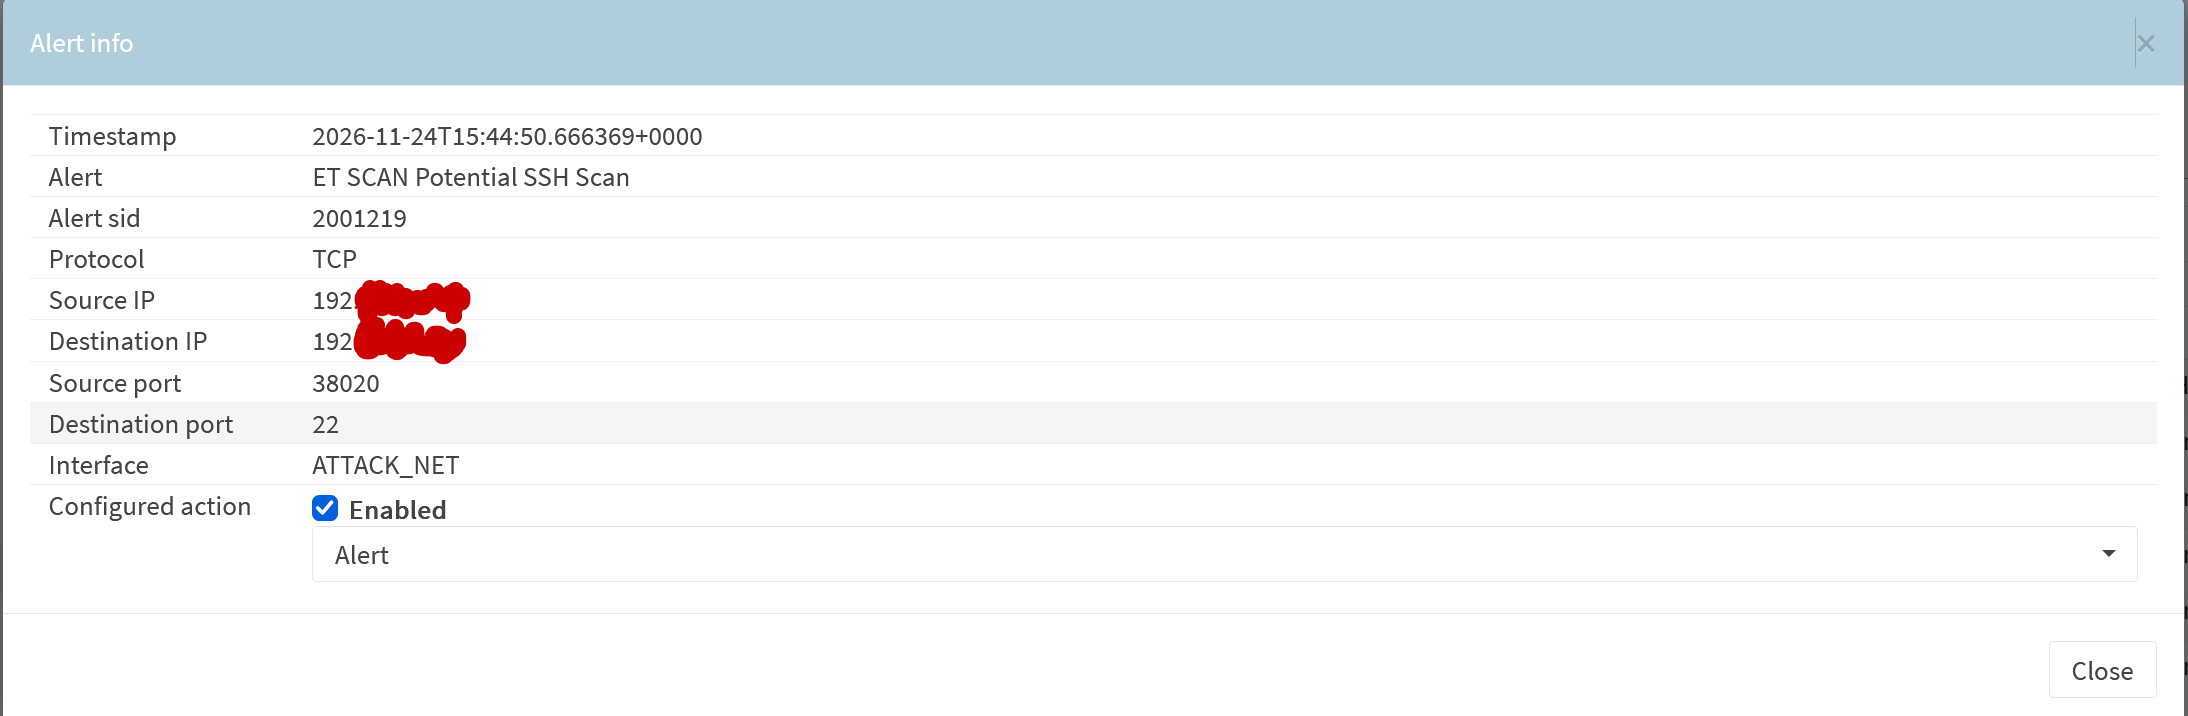 Alert info ×
Timestamp 2026-11-24T15:44:50.666369+0000
Alert ET SCAN Potential SSH Scan
Alert sid 2001219
Protocol TCP
Source IP 192.
Destination IP 192
Source port 38020
Destination port 22
Interface ATTACK_NET
Configured action Enabled
Alert
Close